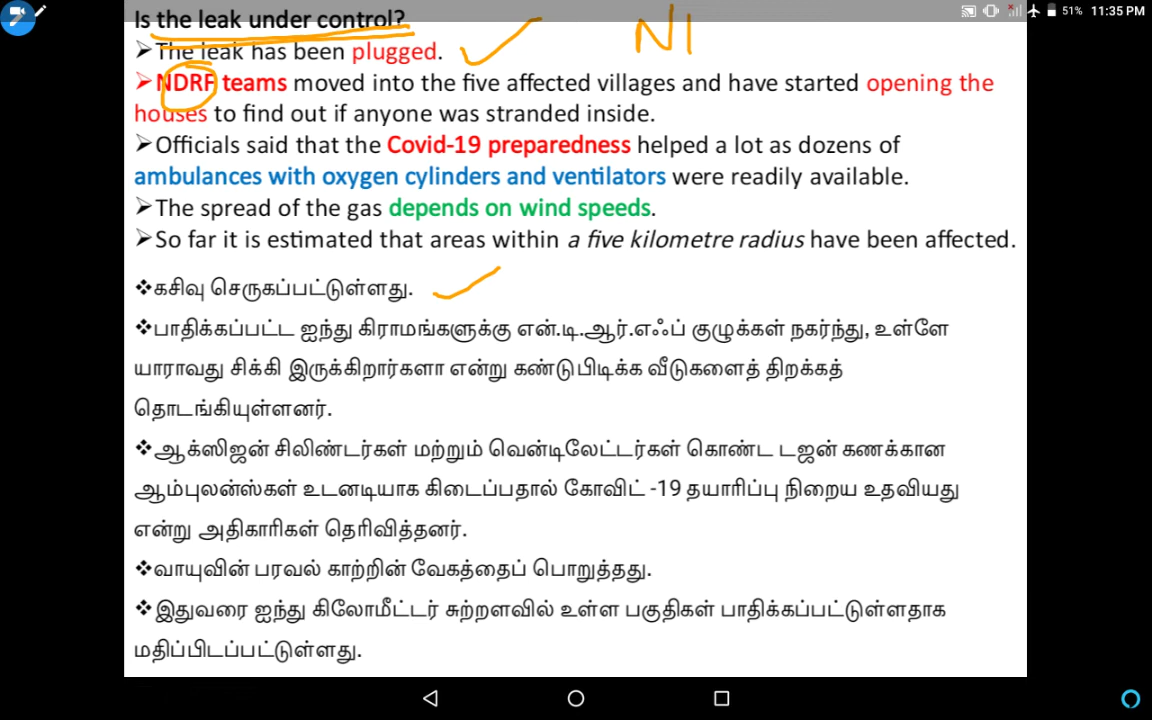 51% 11:35 PM
Is the leak under control?
➤The leak has been plugged.
NI
➤NDRF teams moved into the five affected villages and have started opening the
houses to find out if anyone was stranded inside.
➤Officials said that the Covid-19 preparedness helped a lot as dozens of
ambulances with oxygen cylinders and ventilators were readily available.
➤The spread of the gas depends on wind speeds.
➤So far it is estimated that areas within a five kilometre radius have been affected.
❖கசிவு செருகப்பட்டுள்ளது.
❖பாதிக்கப்பட்ட ஐந்து கிராமங்களுக்கு என்.டி.ஆர்.எஃப் குழுக்கள் நகர்ந்து, உள்ளே
யாராவது சிக்கி இருக்கிறார்களா என்று கண்டுபிடிக்க வீடுகளைத் திறக்கத்
தொடங்கியுள்ளனர்.
❖ஆக்ஸிஜன் சிலிண்டர்கள் மற்றும் வென்டிலேட்டர்கள் கொண்ட டஜன் கணக்கான
ஆம்புலன்ஸ்கள் உடனடியாக கிடைப்பதால் கோவிட் -19 தயாரிப்பு நிறைய உதவியது
என்று அதிகாரிகள் தெரிவித்தனர்.
❖வாயுவின் பரவல் காற்றின் வேகத்தைப் பொறுத்தது.
❖இதுவரை ஐந்து கிலோமீட்டர் சுற்றளவில் உள்ள பகுதிகள் பாதிக்கப்பட்டுள்ளதாக
மதிப்பிடப்பட்டுள்ளது.